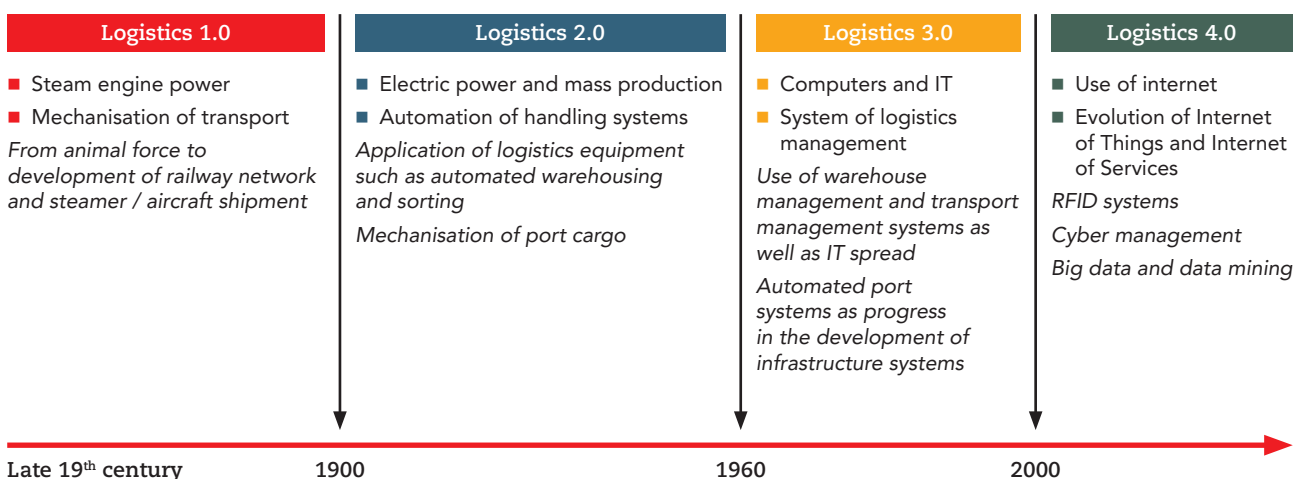 Logistics 1.0
■ Steam engine power
■ Mechanisation of transport
From animal force to
development of railway network
and steamer / aircraft shipment
Logistics 2.0
■ Electric power and mass production
■ Automation of handling systems
Application of logistics equipment
such as automated warehousing
and sorting
Mechanisation of port cargo
Logistics 3.0
■ Computers and IT
■ System of logistics
management
Use of warehouse
management and transport
management systems as
well as IT spread
Automated port
systems as progress
in the development of
infrastructure systems
Logistics 4.0
■ Use of internet
■ Evolution of Internet
of Things and Internet
of Services
RFID systems
Cyber management
Big data and data mining
Late 19th century
1900
1960
2000